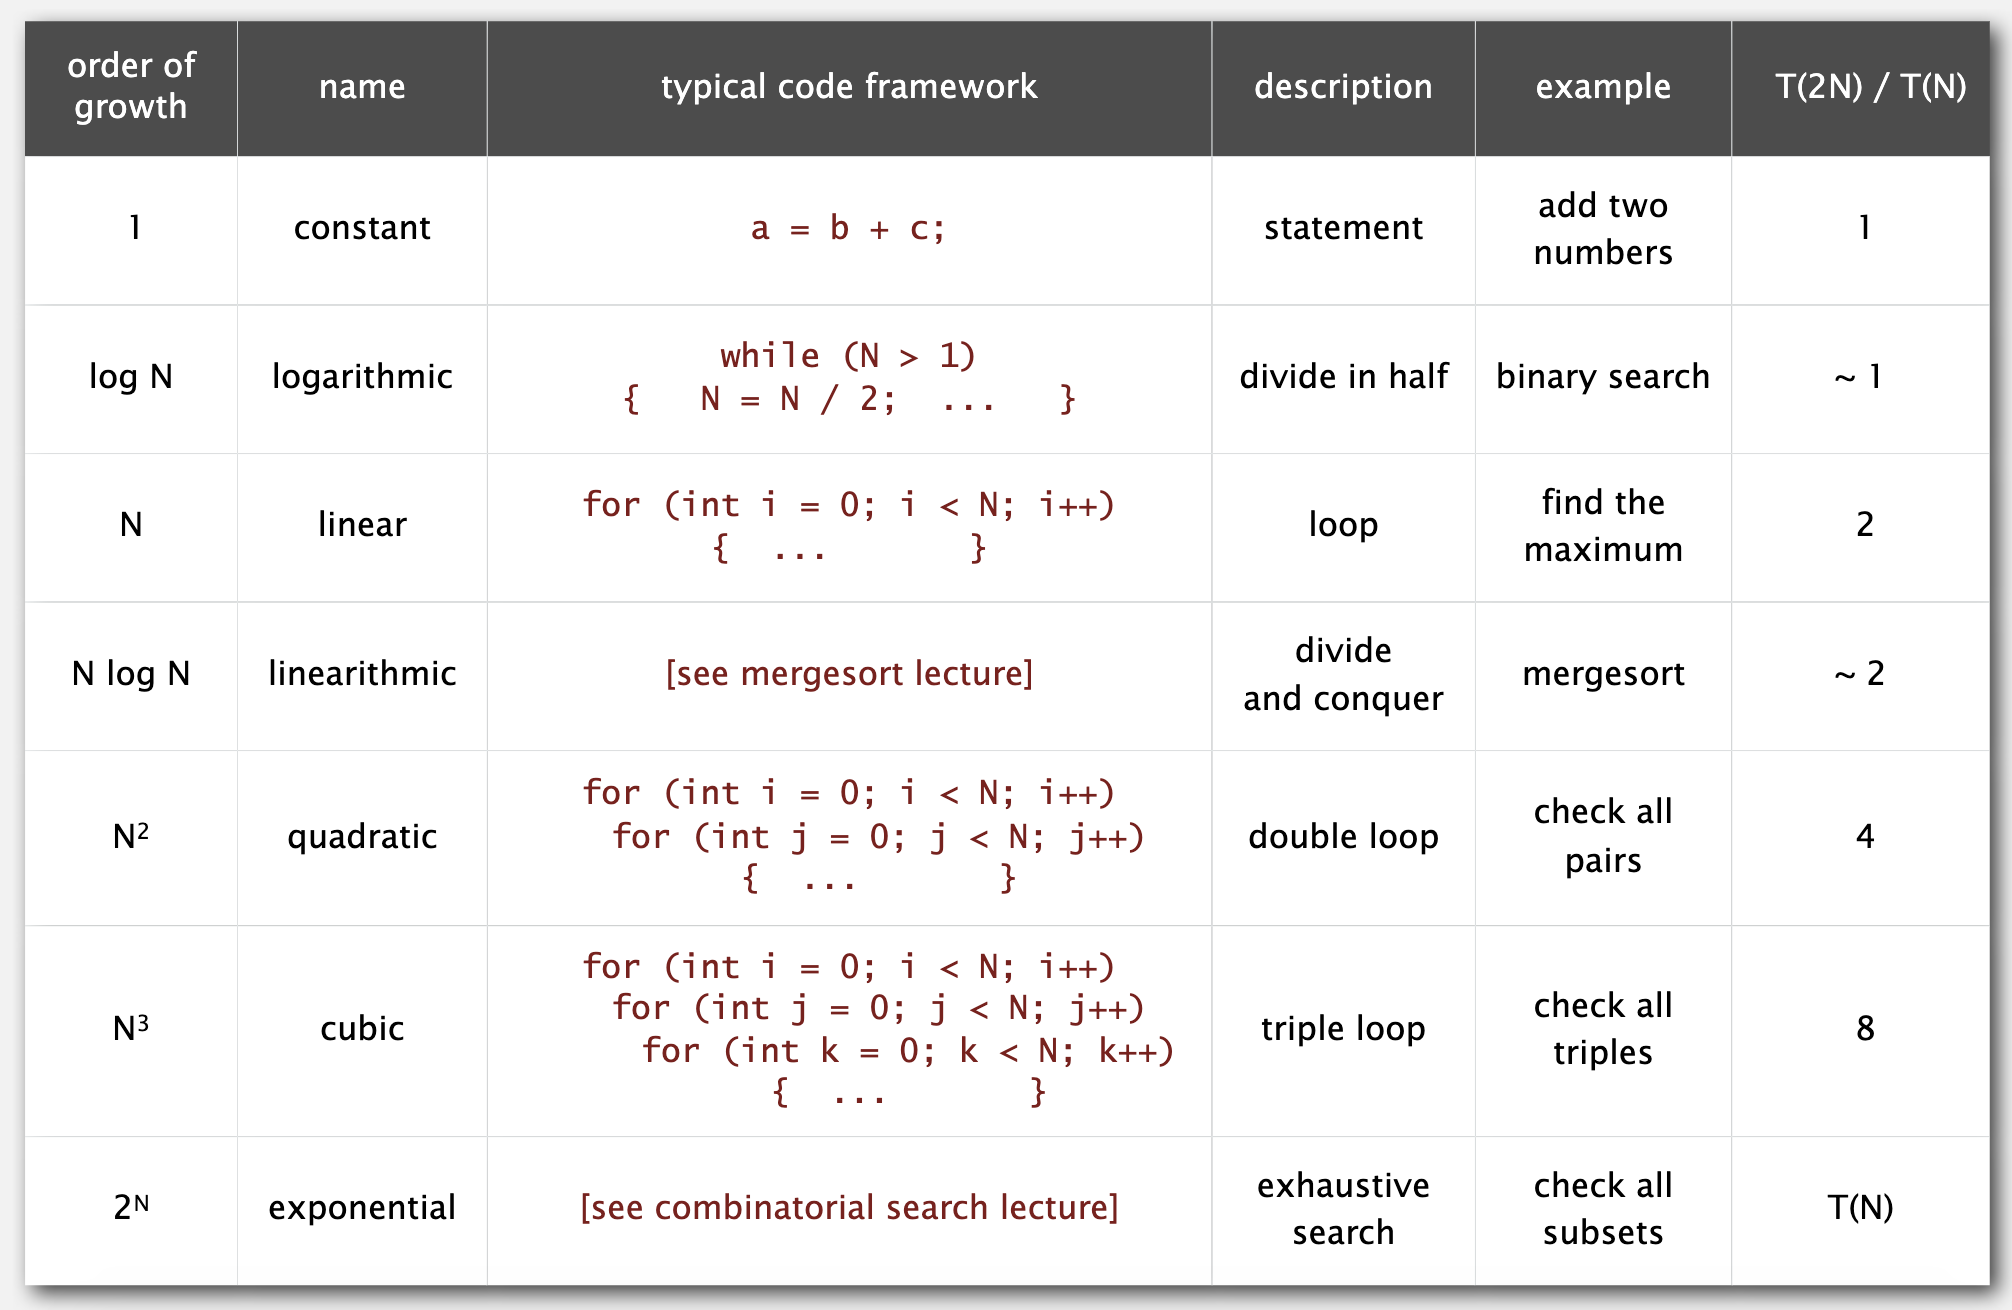 order of
growth
name
typical code framework
description
example
T(2N) / T(N)
1
constant
a = b + c;
statement
add two
numbers
1
log N
logarithmic
while (N > 1)
{ N = N / 2; ... }
divide in half
binary search
~ 1
N
linear
for (int i = 0; i < N; i++)
{ ... }
loop
find the
maximum
2
N log N
linearithmic
[see mergesort lecture]
divide
and conquer
mergesort
~ 2
N²
quadratic
for (int i = 0; i < N; i++)
for (int j = 0; j < N; j++)
{ ... }
double loop
check all
pairs
4
N³
cubic
for (int i = 0; i < N; i++)
for (int j = 0; j < N; j++)
for (int k = 0; k < N; k++)
{ ... }
triple loop
check all
triples
8
2ᴺ
exponential
[see combinatorial search lecture]
exhaustive
search
check all
subsets
T(N)